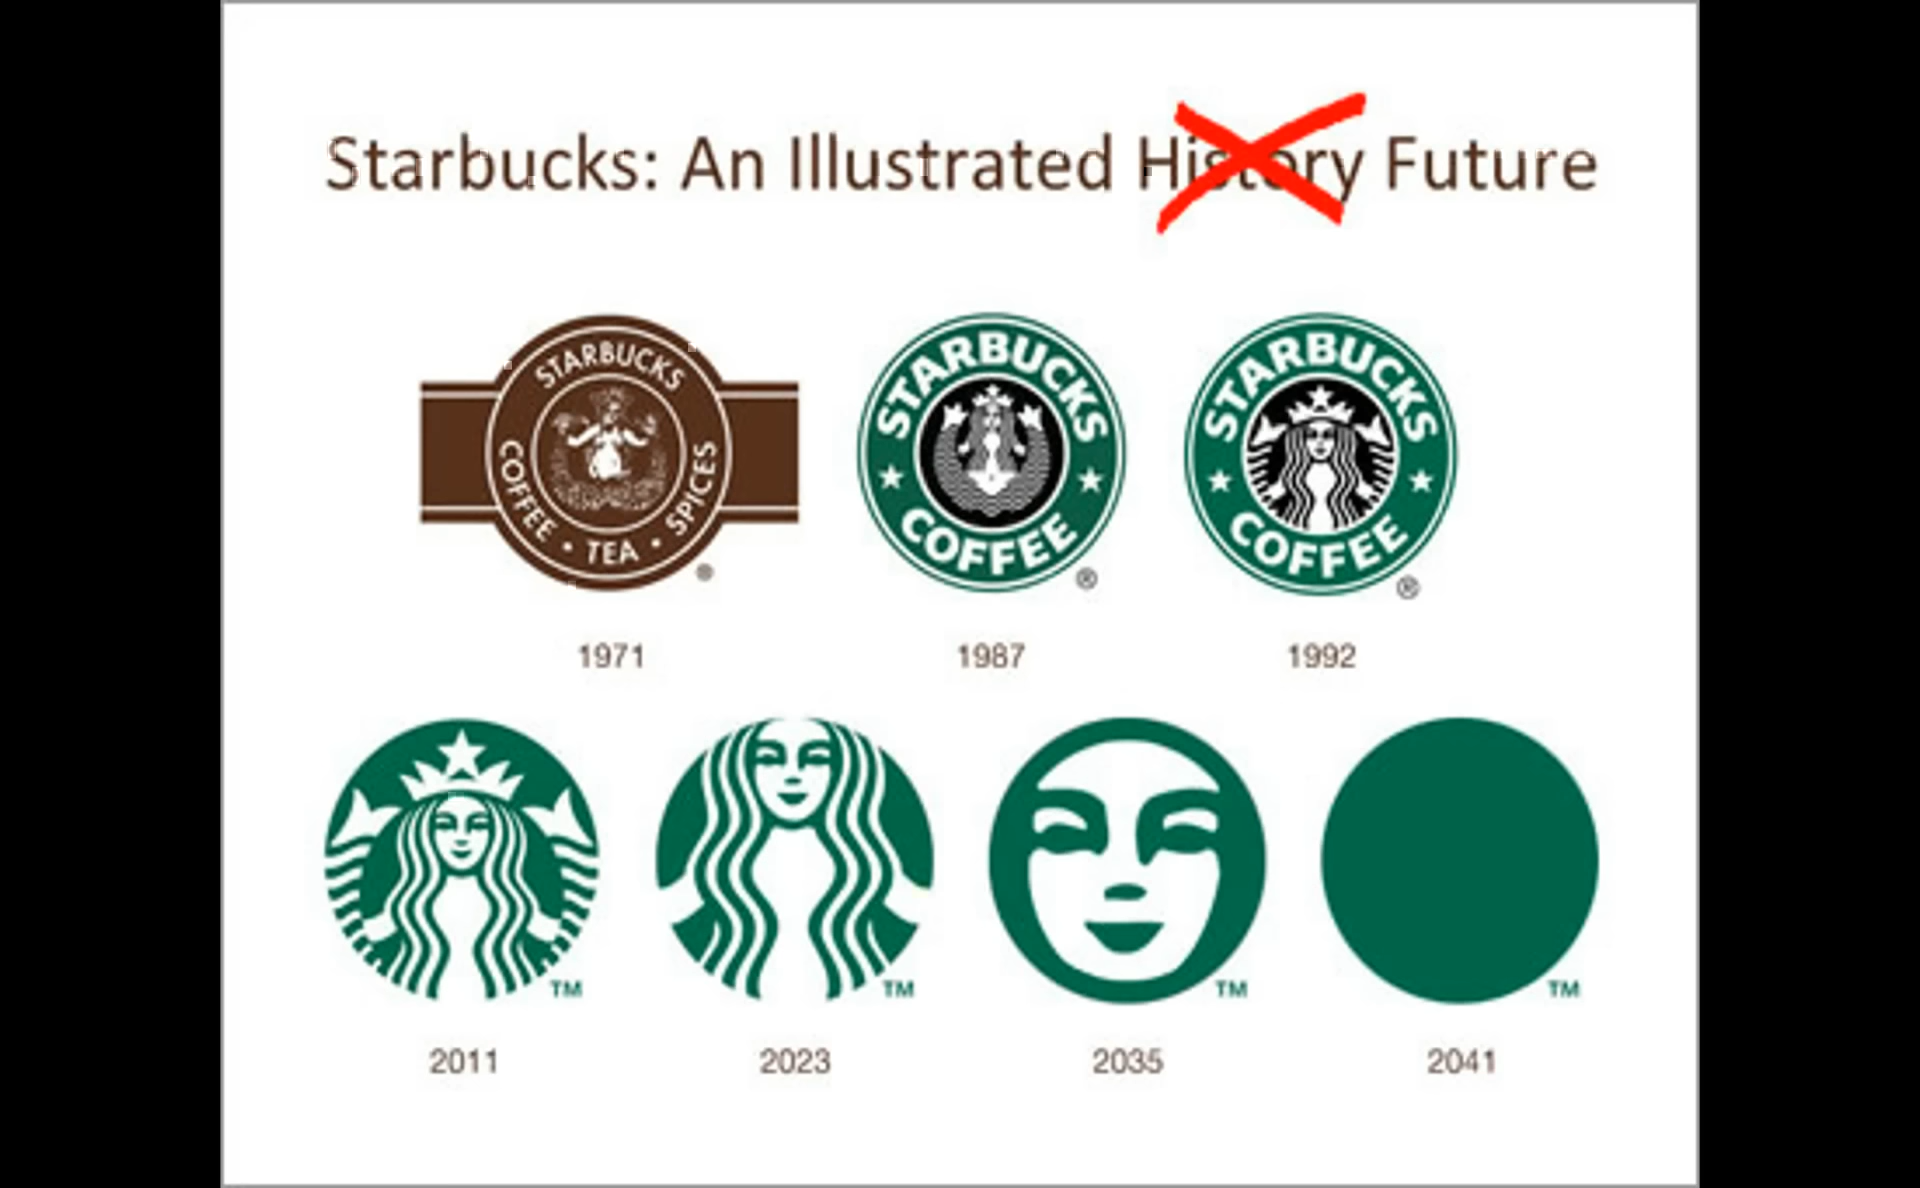 Starbucks: An Illustrated History Future
STARBUCKS
COFFEE • TEA • SPICES
®
STARBUCKS
COFFEE
®
STARBUCKS
COFFEE
®
1971
1987
1992
TM
TM
TM
TM
2011
2023
2035
2041